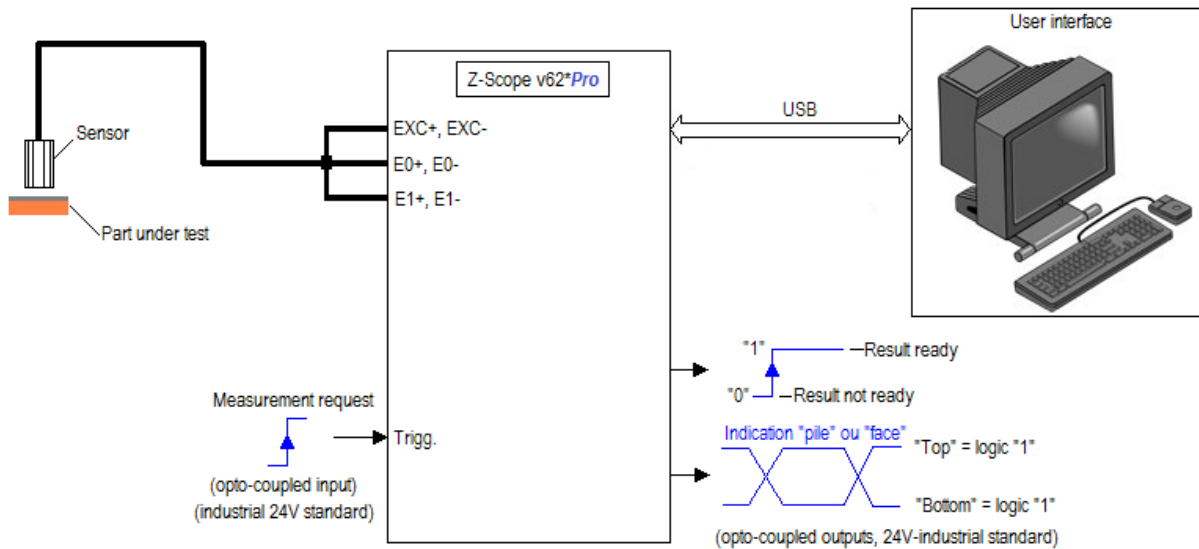 User interface
Z-Scope v62*Pro
EXC+, EXC-
USB
Sensor
E0+, E0-
E1+, E1-
Part under test
"1"
Result ready
"0"
Result not ready
Measurement request
Trigg.
Indication "pile" ou "face"
"Top" = logic "1"
(opto-coupled input)
(industrial 24V standard)
"Bottom" = logic "1"
(opto-coupled outputs, 24V-industrial standard)